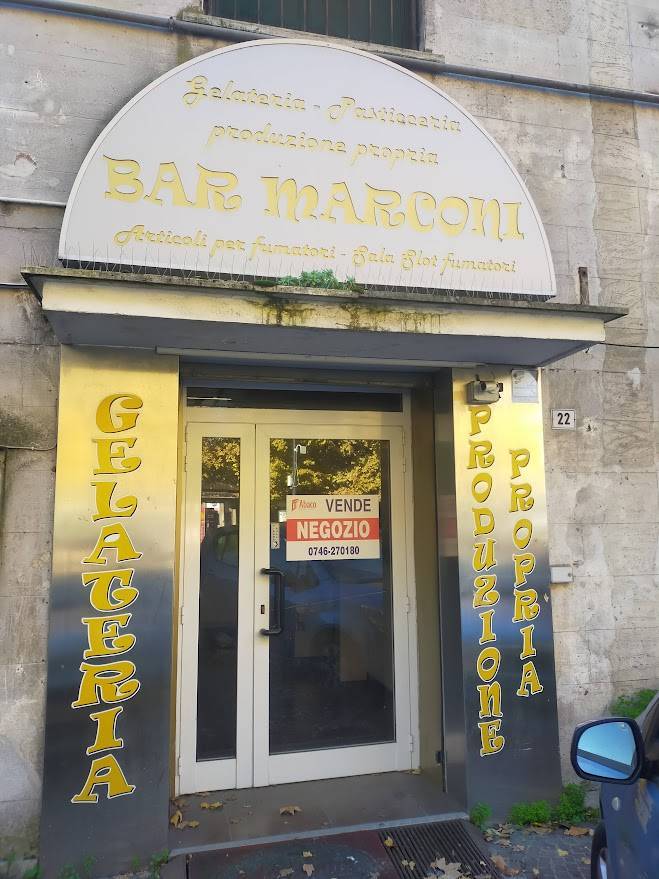 Gelateria - Pasticceria
produzione propria
BAR MARCONI
Articoli per fumatori - Sala Slot fumatori
GELATERIA
Abaco VENDE
NEGOZIO
0746-270180
PRODUZIONE
PROPRIA
22